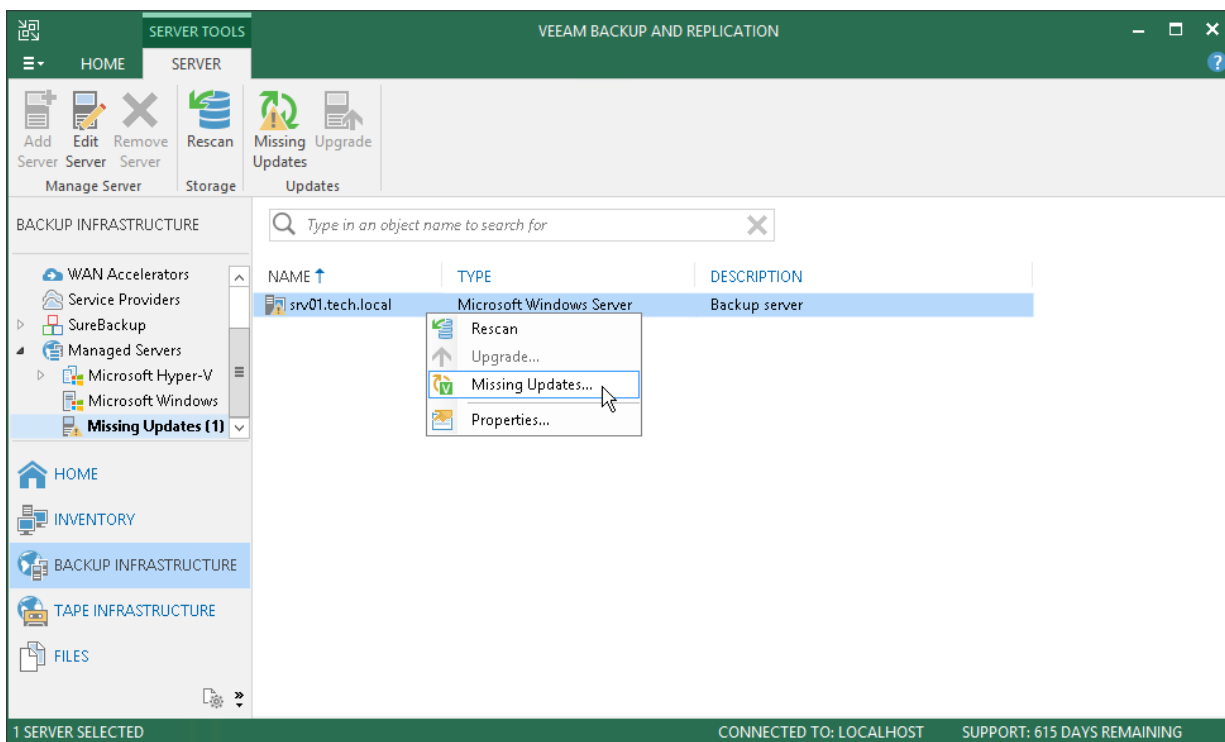 SERVER TOOLS
VEEAM BACKUP AND REPLICATION
HOME
SERVER
?
Add Server
Edit Server
Remove Server
Rescan
Missing Updates
Upgrade
Manage Server
Storage
Updates
BACKUP INFRASTRUCTURE
WAN Accelerators
Service Providers
SureBackup
Managed Servers
Microsoft Hyper-V
Microsoft Windows
Missing Updates (1)
HOME
INVENTORY
BACKUP INFRASTRUCTURE
TAPE INFRASTRUCTURE
FILES
Type in an object name to search for
NAME TYPE DESCRIPTION
srv01.tech.local Microsoft Windows Server Backup server
Rescan
Upgrade...
Missing Updates...
Properties...
1 SERVER SELECTED
CONNECTED TO: LOCALHOST
SUPPORT: 615 DAYS REMAINING